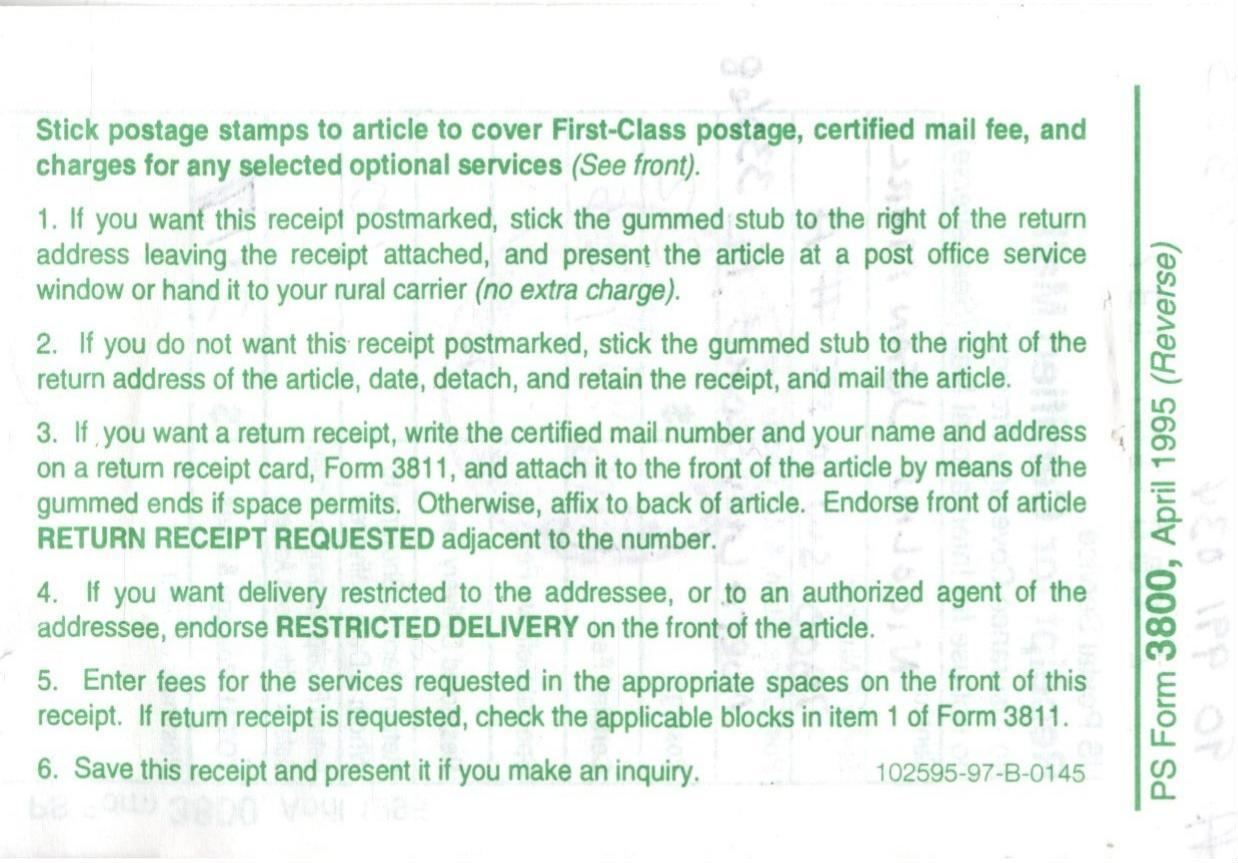 Stick postage stamps to article to cover First-Class postage, certified mail fee, and
charges for any selected optional services (See front).
1. If you want this receipt postmarked, stick the gummed stub to the right of the return
address leaving the receipt attached, and present the article at a post office service
window or hand it to your rural carrier (no extra charge).
2. If you do not want this receipt postmarked, stick the gummed stub to the right of the
return address of the article, date, detach, and retain the receipt, and mail the article.
3. If you want a return receipt, write the certified mail number and your name and address
on a return receipt card, Form 3811, and attach it to the front of the article by means of the
gummed ends if space permits. Otherwise, affix to back of article. Endorse front of article
RETURN RECEIPT REQUESTED adjacent to the number.
4. If you want delivery restricted to the addressee, or to an authorized agent of the
addressee, endorse RESTRICTED DELIVERY on the front of the article.
5. Enter fees for the services requested in the appropriate spaces on the front of this
receipt. If return receipt is requested, check the applicable blocks in item 1 of Form 3811.
6. Save this receipt and present it if you make an inquiry. 102595-97-B-0145
PS Form 3800, April 1995 (Reverse)